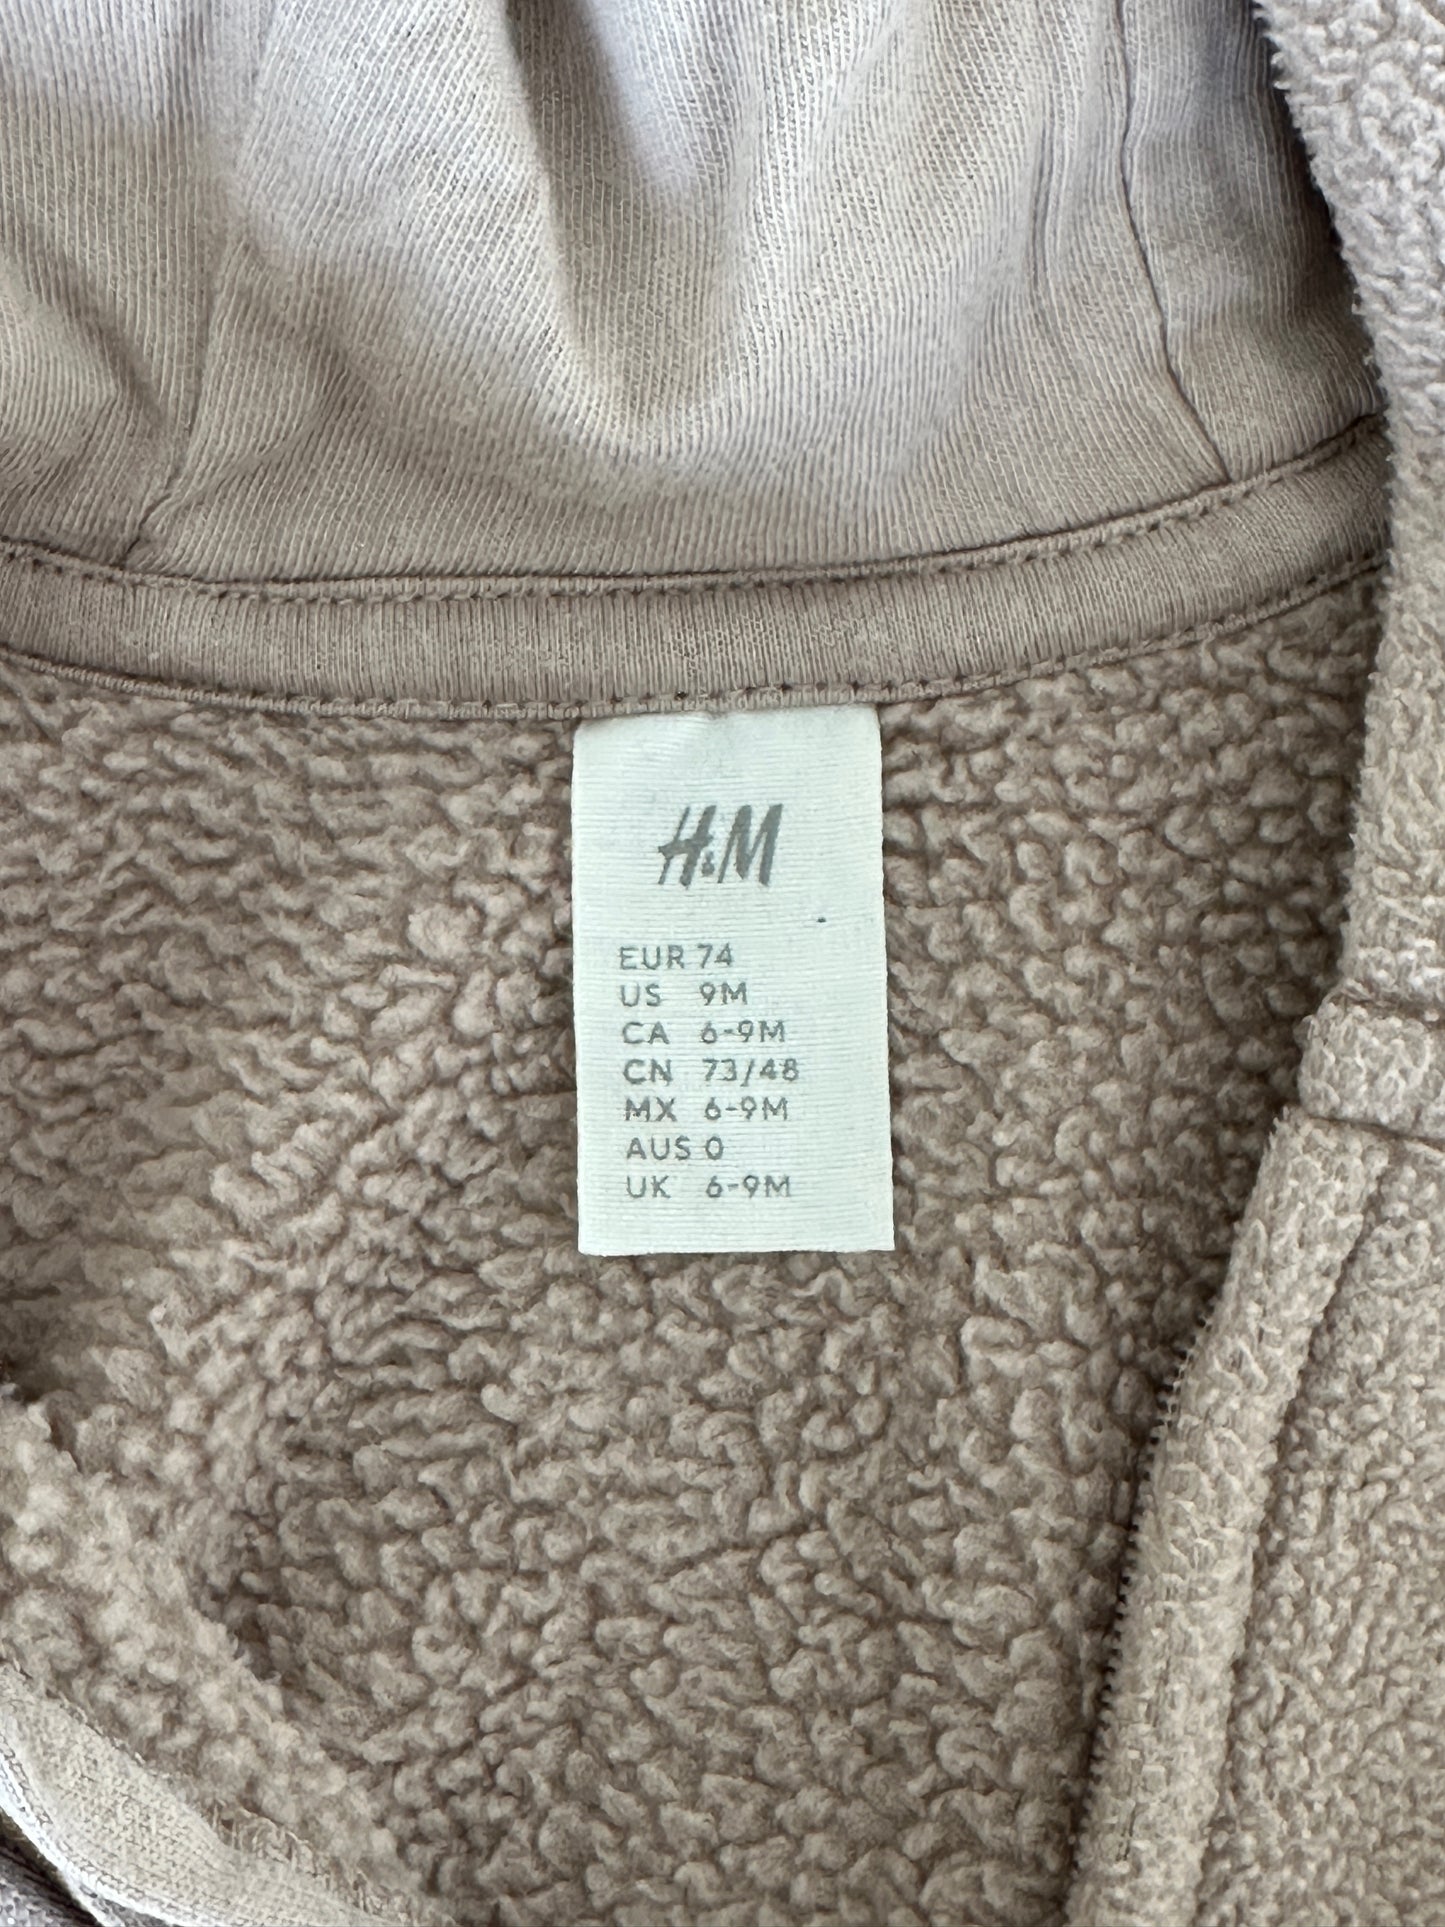 H&M
EUR 74
US 9M
CA 6-9M
CN 73/48
MX 6-9M
AUS 0
UK 6-9M